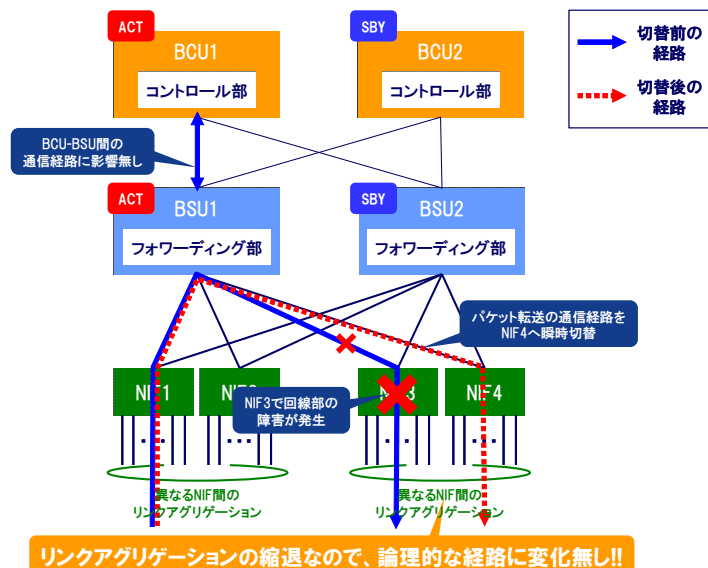 ACT
BCU1
コントロール部
SBY
BCU2
コントロール部
切替前の
経路
切替後の
経路
BCU-BSU間の
通信経路に影響無し
ACT
BSU1
フォワーディング部
SBY
BSU2
フォワーディング部
パケット転送の通信経路を
NIF4へ瞬時切替
NIF1
NIF3で回線部の
障害が発生
NIF4
異なるNIF間の
リンクアグリゲーション
異なるNIF間の
リンクアグリゲーション
リンクアグリゲーションの縮退なので、論理的な経路に変化無し!!